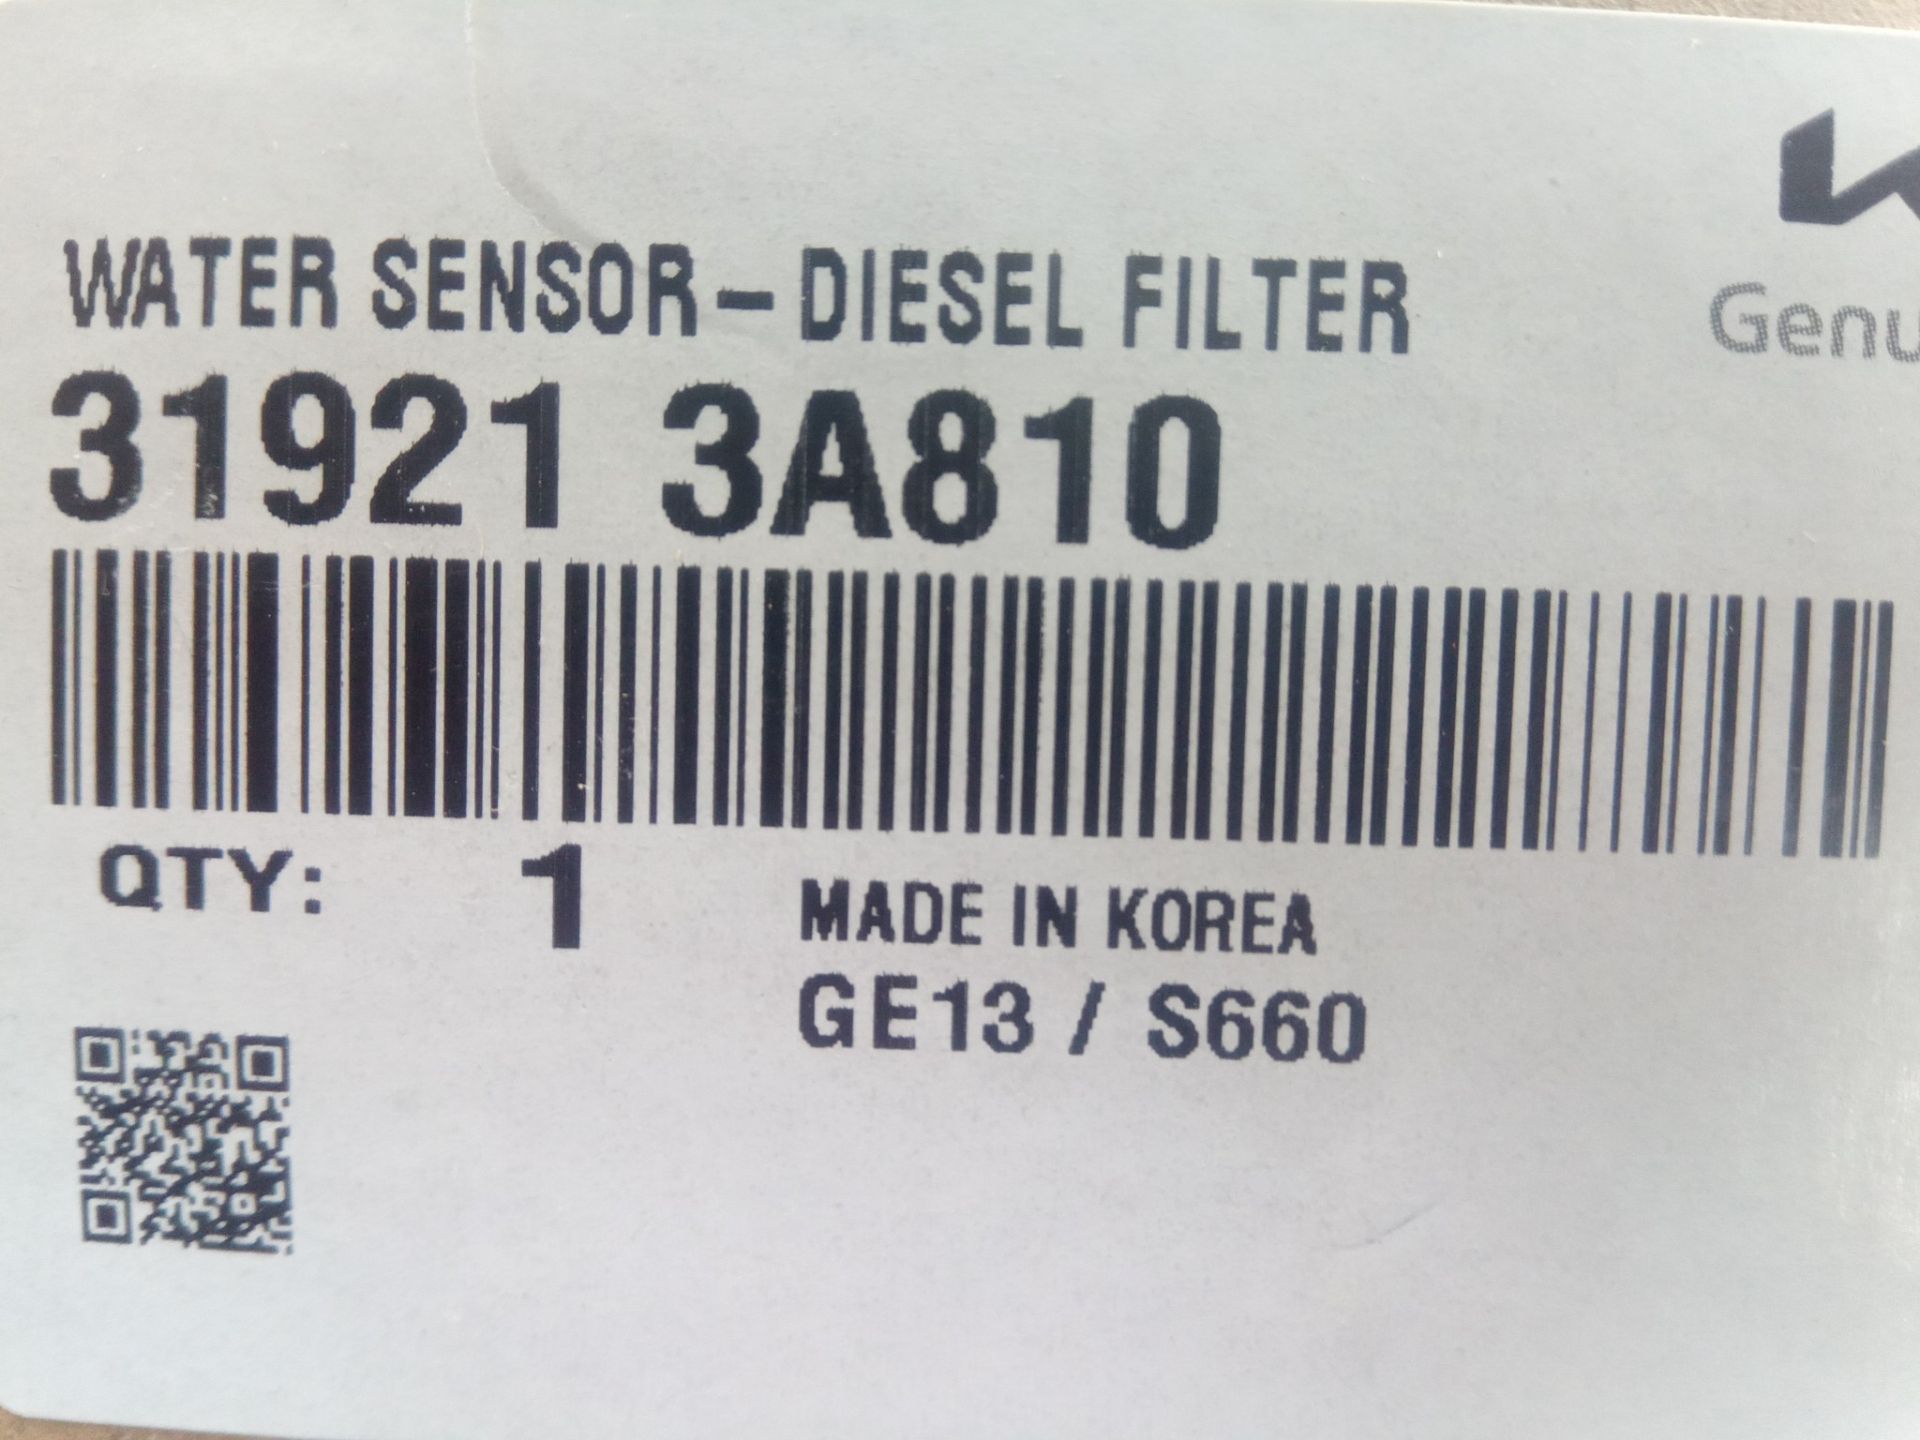 WATER SENSOR-DIESEL FILTER
31921 3A810
Genu
QTY: 1
MADE IN KOREA
GE13 / S660